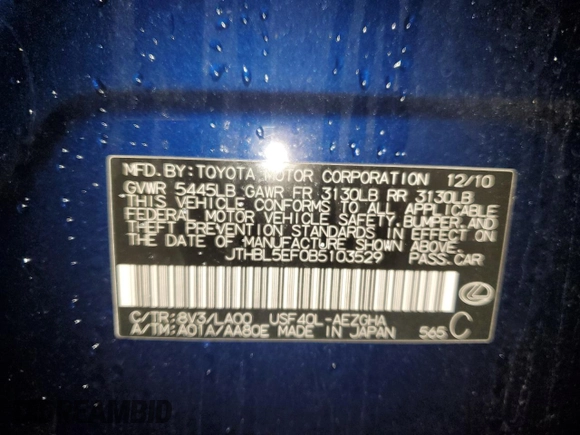 MFD. BY: TOYOTA MOTOR CORPORATION 12/10
GVWR 5445LB GAWR FR 3130LB RR 3130LB
THIS VEHICLE CONFORMS TO ALL APPLICABLE
FEDERAL MOTOR VEHICLE SAFETY, BUMPER, AND
THEFT PREVENTION STANDARDS IN EFFECT ON
THE DATE OF MANUFACTURE SHOWN ABOVE.
JTHBL5EF0B5103529 PASS. CAR
C/TR: 8V3/LA00 USF40L-AEZGHA
A/TM: A01A/AA80E MADE IN JAPAN 565 C